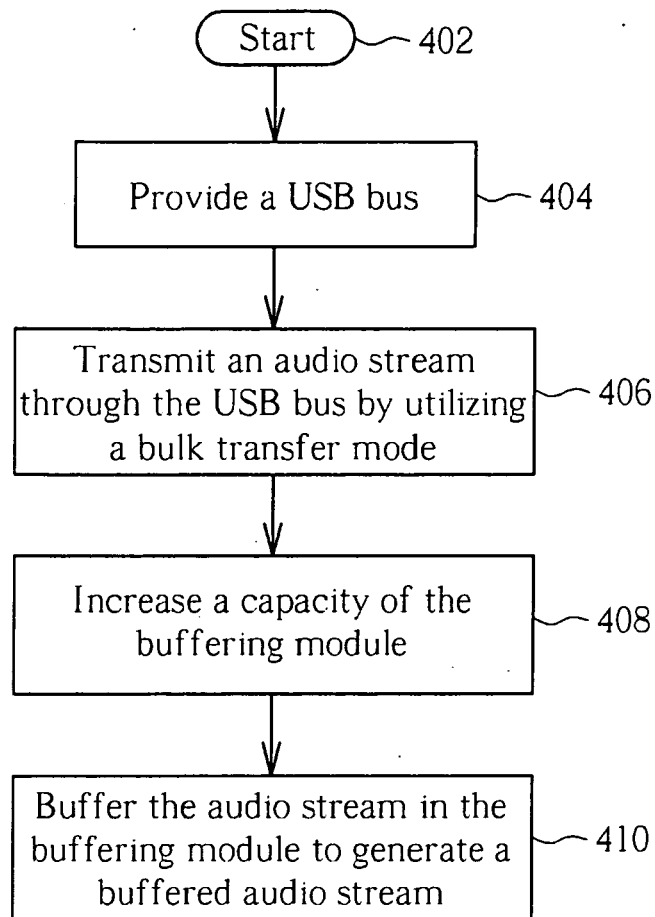 Start
402
Provide a USB bus
404
Transmit an audio stream
through the USB bus by utilizing
a bulk transfer mode
406
Increase a capacity of the
buffering module
408
Buffer the audio stream in the
buffering module to generate a
buffered audio stream
410